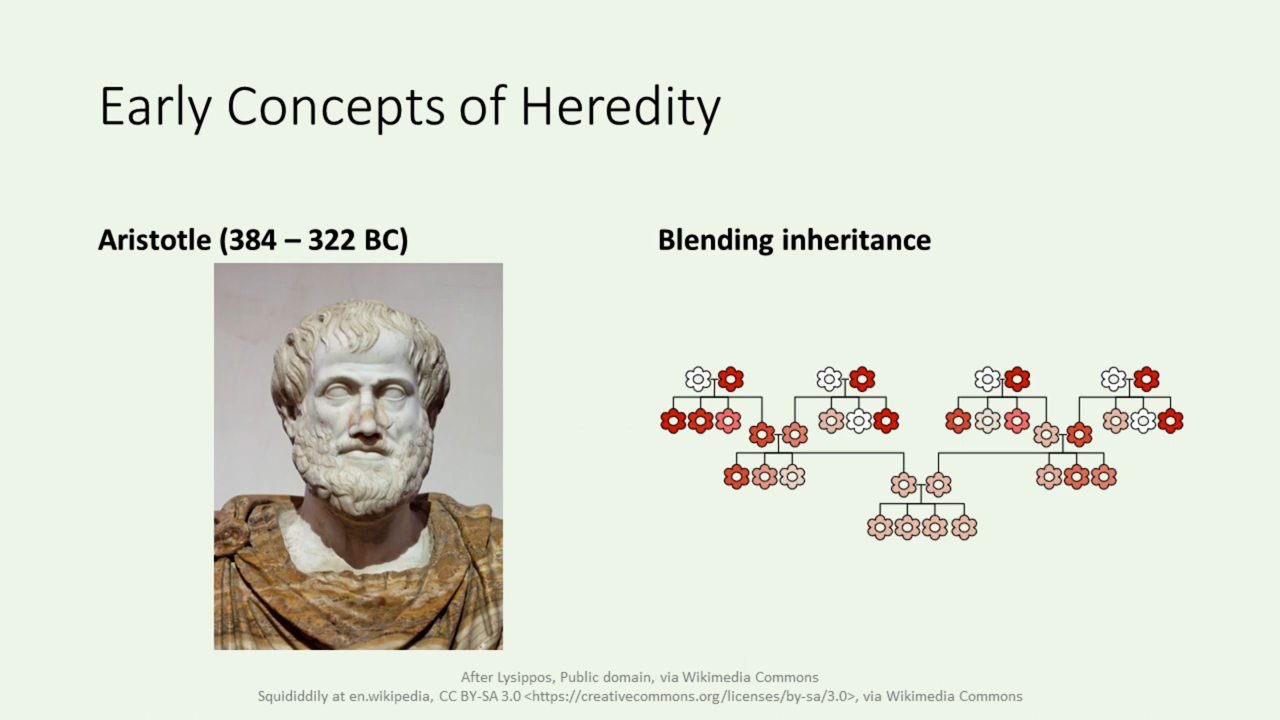 Early Concepts of Heredity
Aristotle (384 – 322 BC)
Blending inheritance
After Lysippos, Public domain, via Wikimedia Commons
Squididdily at en.wikipedia, CC BY-SA 3.0 <https://creativecommons.org/licenses/by-sa/3.0>, via Wikimedia Commons